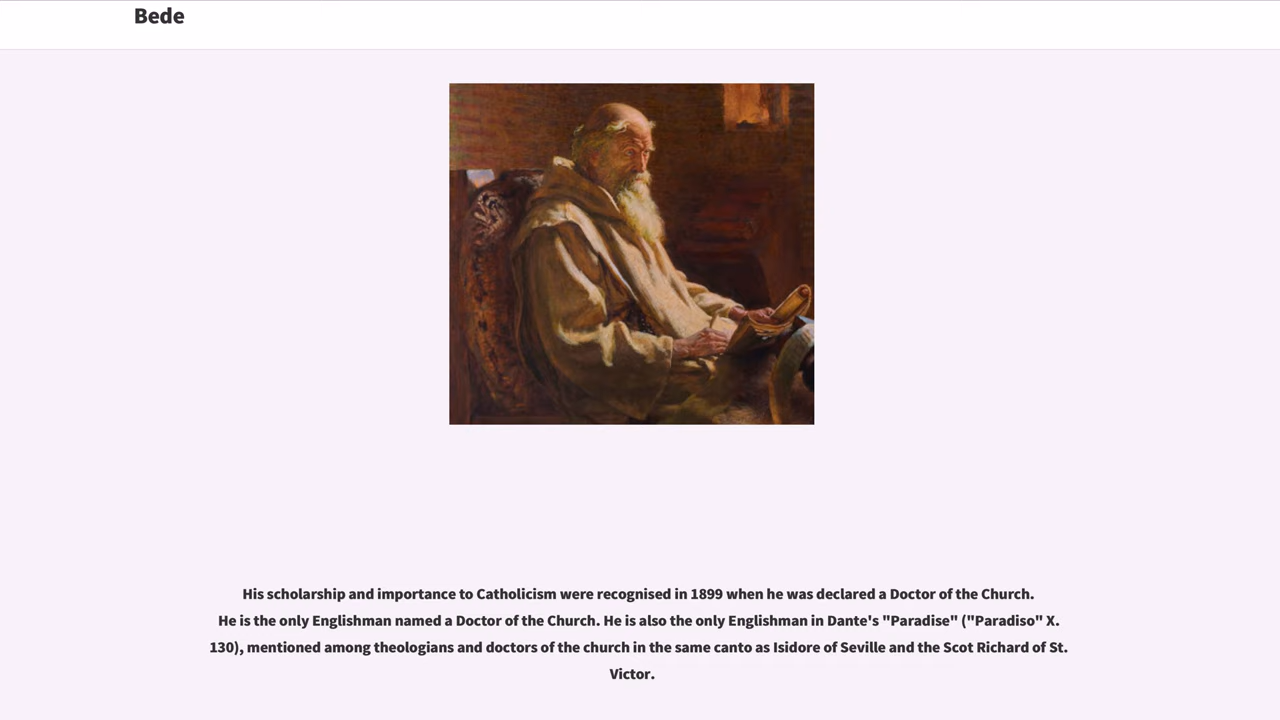 Bede
His scholarship and importance to Catholicism were recognised in 1899 when he was declared a Doctor of the Church.
He is the only Englishman named a Doctor of the Church. He is also the only Englishman in Dante's "Paradise" ("Paradiso" X.
130), mentioned among theologians and doctors of the church in the same canto as Isidore of Seville and the Scot Richard of St.
Victor.